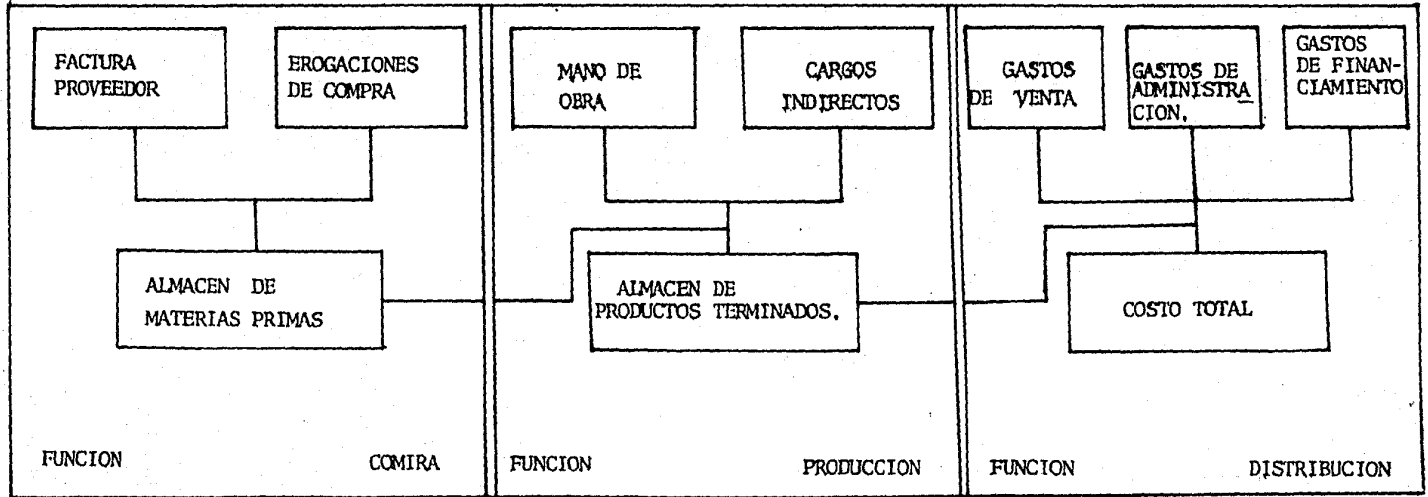 FACTURA
PROVEEDOR
EROGACIONES
DE COMPRA
ALMACEN DE
MATERIAS PRIMAS
FUNCION COMIRA
MANO DE
OBRA
CARGOS
INDIRECTOS
ALMACEN DE
PRODUCTOS TERMINADOS.
FUNCION PRODUCCION
GASTOS
DE VENTA
GASTOS DE
ADMINISTRA
CION.
GASTOS
DE FINAN-
CIAMIENTO
COSTO TOTAL
FUNCION DISTRIBUCION